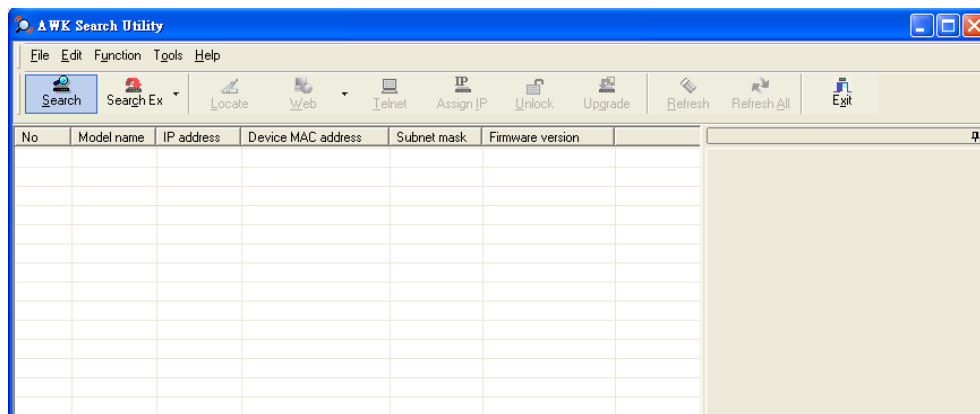 AWK Search Utility
File Edit Function Tools Help
Search Search Ex Locate Web Telnet Assign IP Unlock Upgrade Refresh Refresh All Exit
IP
No Model name IP address Device MAC address Subnet mask Firmware version